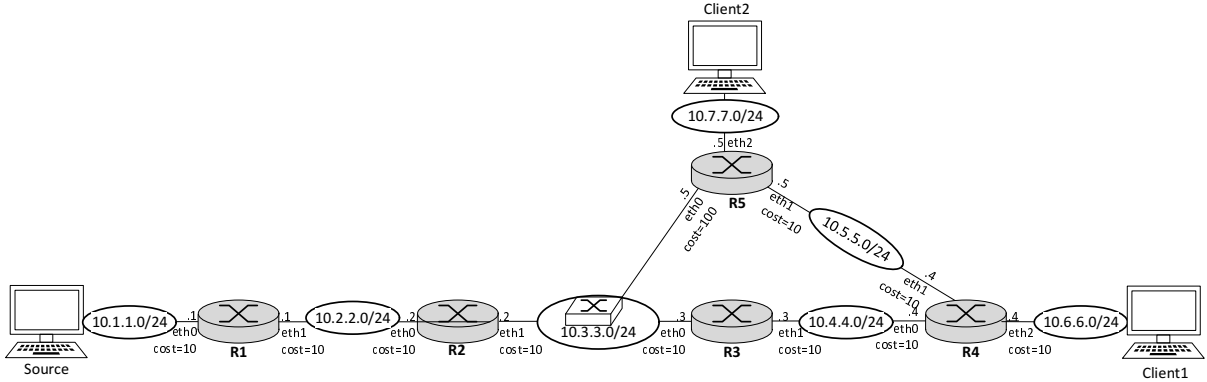 Client2
10.7.7.0/24
.5 eth2
R5
.5
eth0
cost=100
.5
eth1
cost=10
10.5.5.0/24
.4
eth1
cost=10
Source
10.1.1.0/24
.1
eth0
cost=10
R1
.1
eth1
cost=10
10.2.2.0/24
.2
eth0
cost=10
R2
.2
eth1
cost=10
10.3.3.0/24
.3
eth0
cost=10
R3
.3
eth1
cost=10
10.4.4.0/24
.4
eth0
cost=10
R4
.4
eth2
cost=10
10.6.6.0/24
Client1